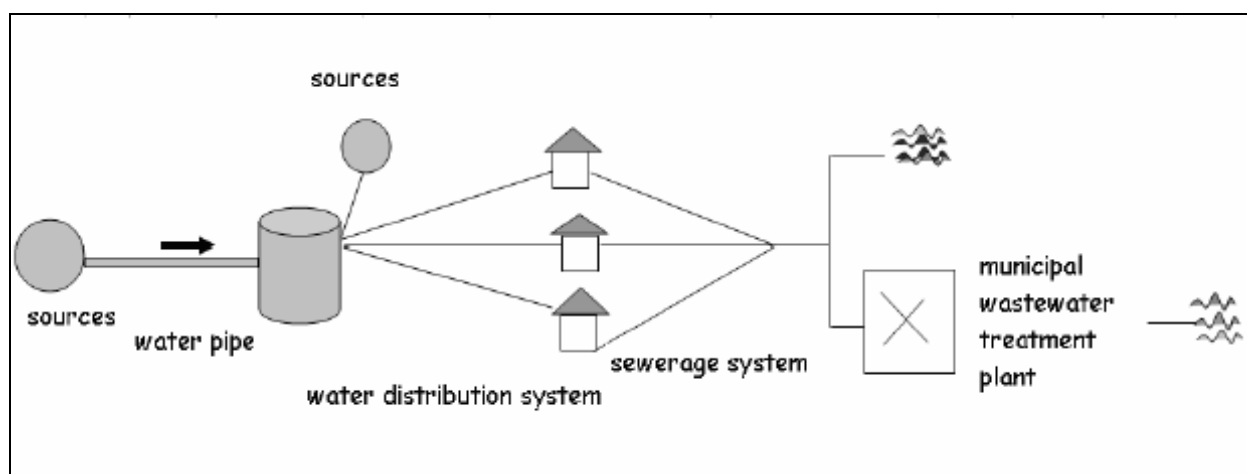 sources
sources
water pipe
water distribution system
sewerage system
municipal
wastewater
treatment
plant